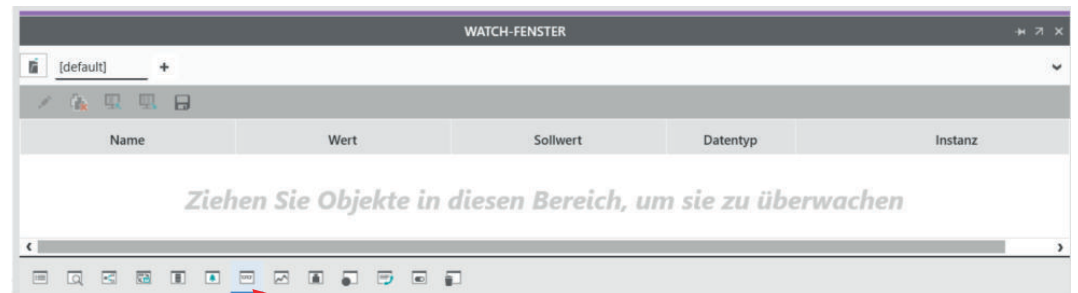 WATCH-FENSTER
[default] +
Name Wert Sollwert Datentyp Instanz
Ziehen Sie Objekte in diesen Bereich, um sie zu überwachen